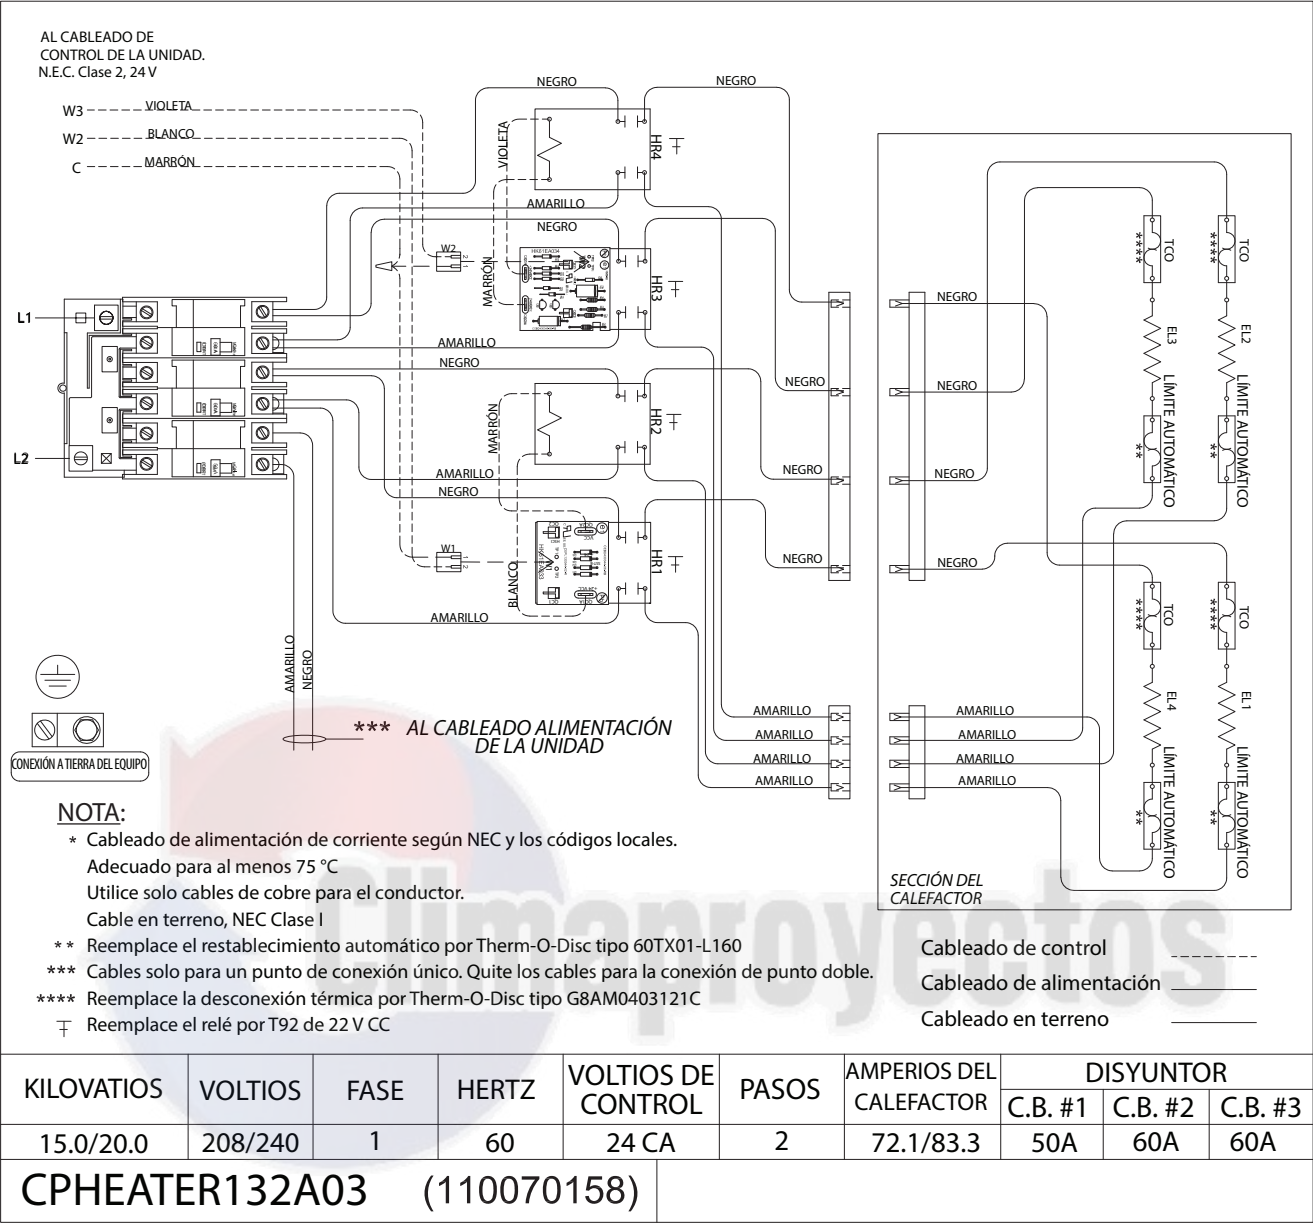 AL CABLEADO DE
CONTROL DE LA UNIDAD.
N.E.C. Clase 2, 24 V
W3
VIOLETA
W2
BLANCO
C
MARRÓN
NEGRO
NEGRO
VIOLETA
HR4
AMARILLO
NEGRO
W2
2
1
HK61EA034
MARRÓN
HR3
AMARILLO
NEGRO
L1
L2
NEGRO
MARRÓN
HR2
AMARILLO
NEGRO
NEGRO
W1
1
2
BLANCO
HR1
NEGRO
AMARILLO
AMARILLO
NEGRO
AMARILLO
AMARILLO
AMARILLO
AMARILLO
NEGRO
NEGRO
NEGRO
NEGRO
AMARILLO
AMARILLO
AMARILLO
AMARILLO
TCO
****
EL3
LÍMITE AUTOMÁTICO
**
TCO
****
EL2
LÍMITE AUTOMÁTICO
**
TCO
****
EL4
LÍMITE AUTOMÁTICO
**
TCO
****
EL1
LÍMITE AUTOMÁTICO
**
SECCIÓN DEL
CALEFACTOR
*** AL CABLEADO ALIMENTACIÓN
DE LA UNIDAD
CONEXIÓN A TIERRA DEL EQUIPO
NOTA:
* Cableado de alimentación de corriente según NEC y los códigos locales.
Adecuado para al menos 75 °C
Utilice solo cables de cobre para el conductor.
Cable en terreno, NEC Clase I
** Reemplace el restablecimiento automático por Therm-O-Disc tipo 60TX01-L160
*** Cables solo para un punto de conexión único. Quite los cables para la conexión de punto doble.
**** Reemplace la desconexión térmica por Therm-O-Disc tipo G8AM0403121C
Reemplace el relé por T92 de 22 V CC
Cableado de control
Cableado de alimentación
Cableado en terreno
Climaproyectos
KILOVATIOS VOLTIOS FASE HERTZ VOLTIOS DE CONTROL PASOS AMPERIOS DEL CALEFACTOR DISYUNTOR
C.B. #1 C.B. #2 C.B. #3
15.0/20.0 208/240 1 60 24 CA 2 72.1/83.3 50A 60A 60A
CPHEATER132A03 (110070158)